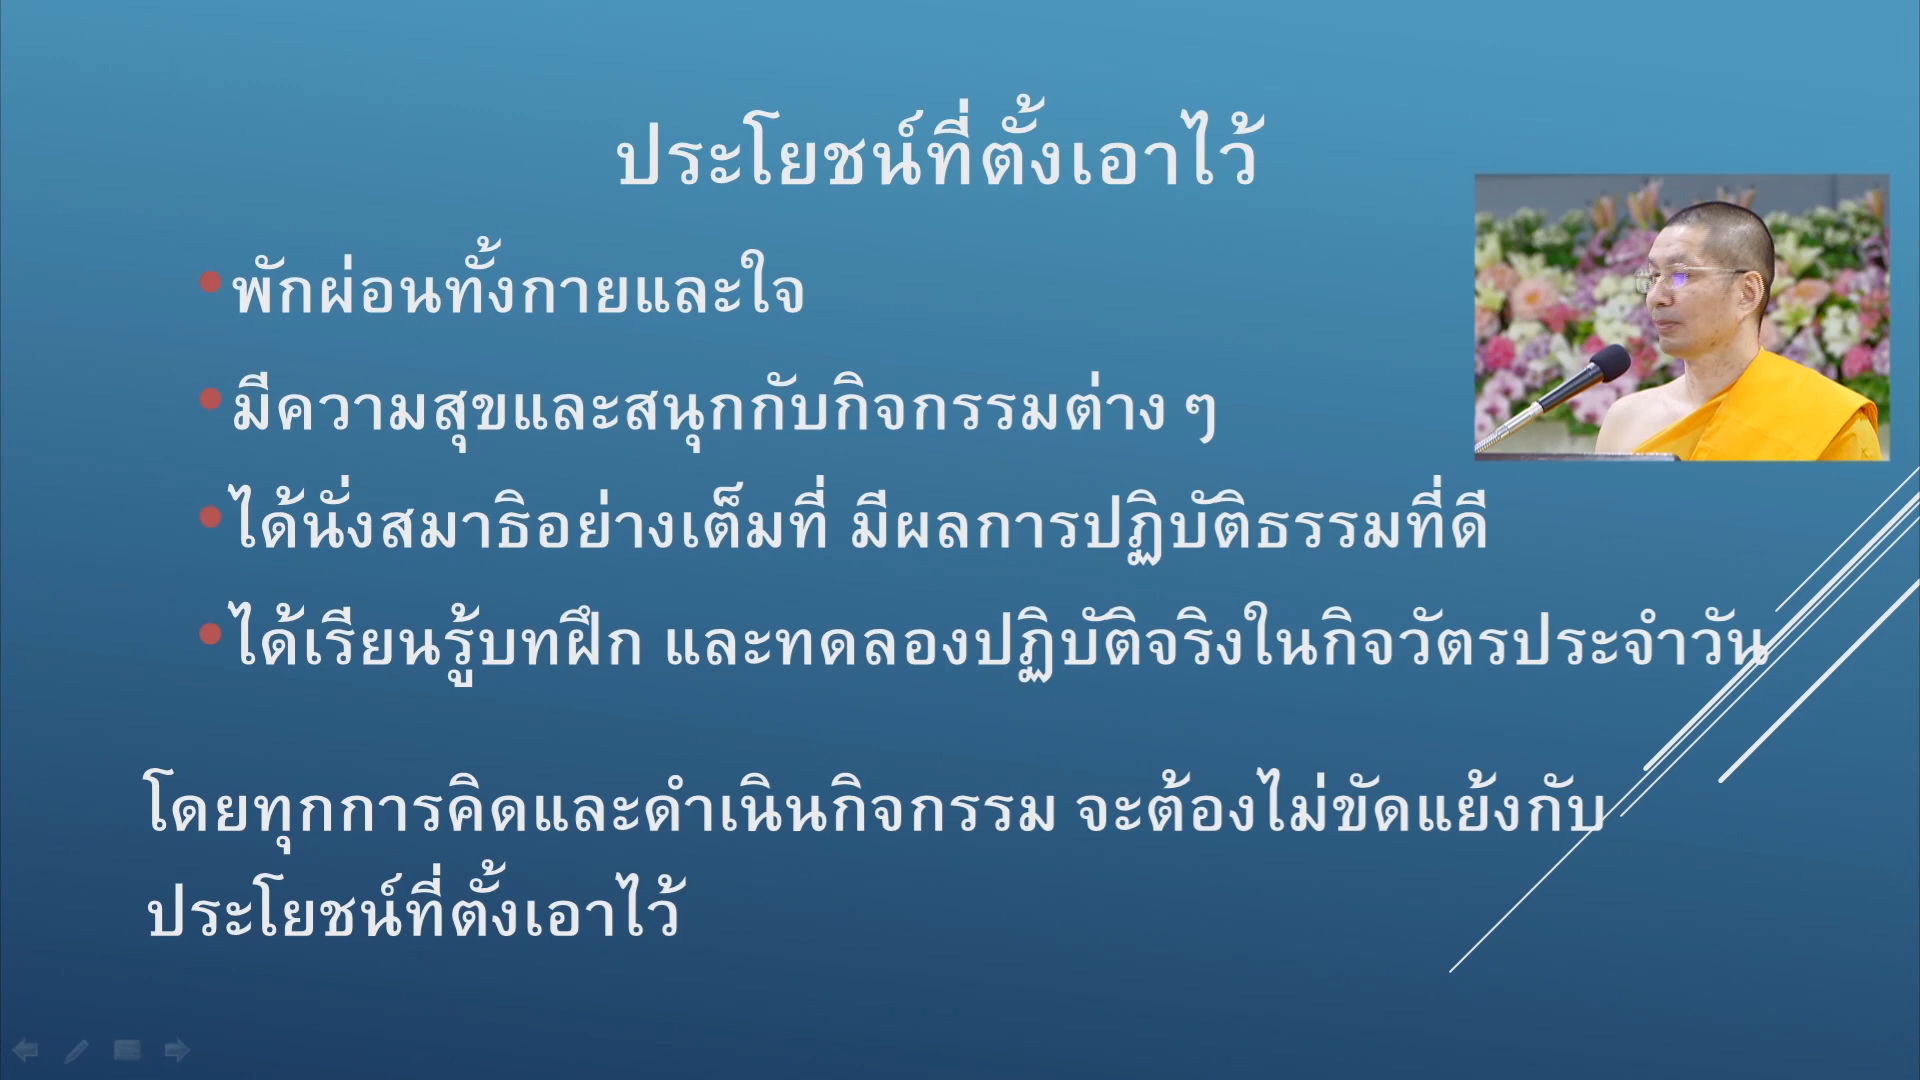 ประโยชน์ที่ตั้งเอาไว้
•พักผ่อนทั้งกายและใจ
•มีความสุขและสนุกกับกิจกรรมต่าง ๆ
•ได้นั่งสมาธิอย่างเต็มที่ มีผลการปฏิบัติธรรมที่ดี
•ได้เรียนรู้บทฝึก และทดลองปฏิบัติจริงในกิจวัตรประจำวัน
โดยทุกการคิดและดำเนินกิจกรรม จะต้องไม่ขัดแย้งกับ
ประโยชน์ที่ตั้งเอาไว้